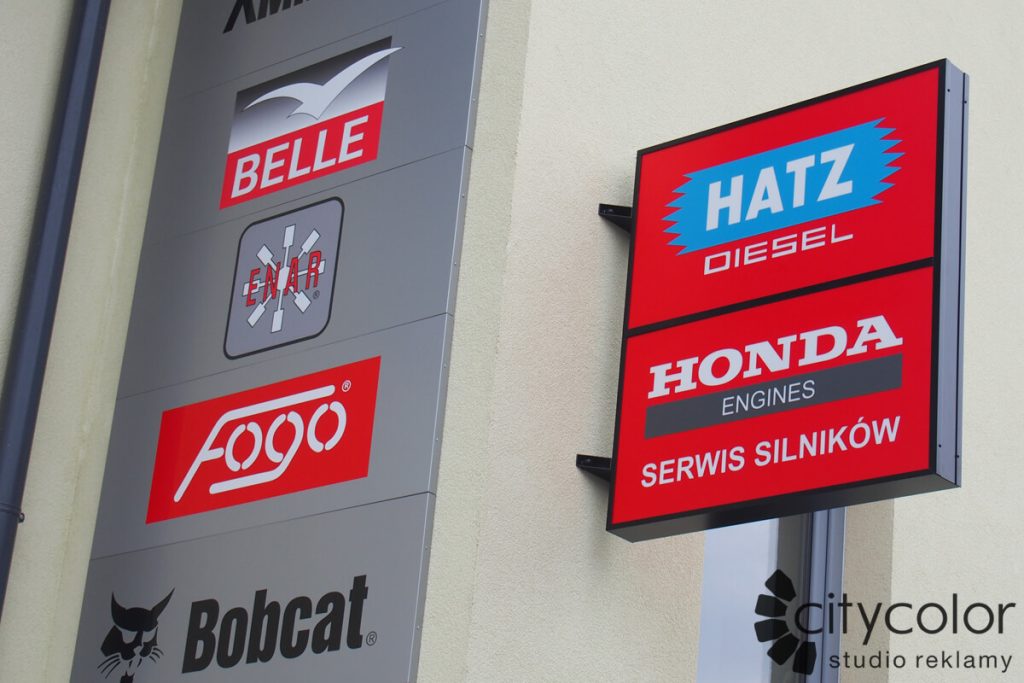 BELLE
ENAR
®
Fogo®
Bobcat®
HATZ
DIESEL
HONDA
ENGINES
SERWIS SILNIKÓW
citycolor
studio reklamy